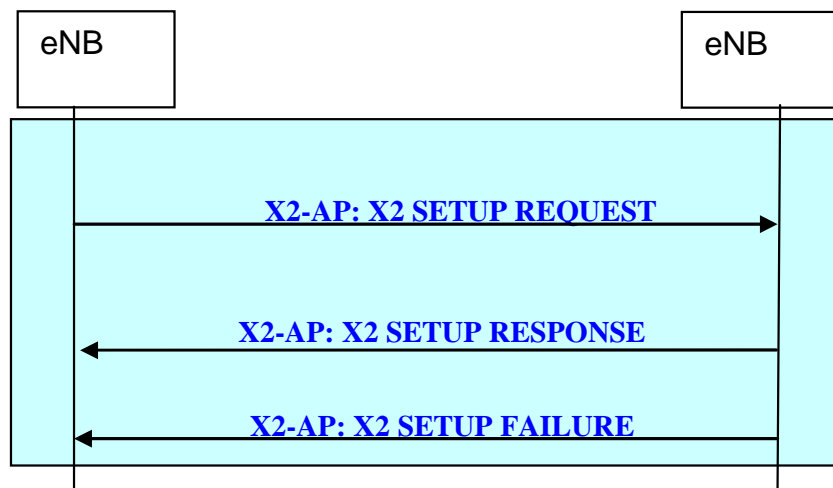 eNB
eNB
X2-AP: X2 SETUP REQUEST
X2-AP: X2 SETUP RESPONSE
X2-AP: X2 SETUP FAILURE